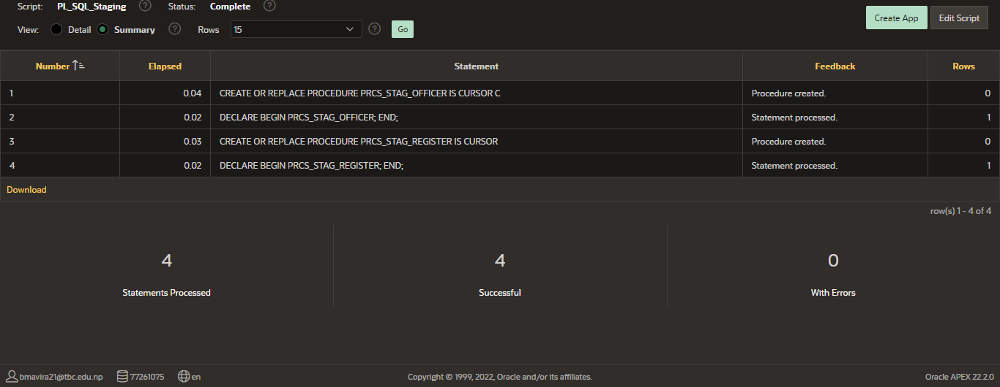 Script: PL_SQL_Staging ? Status: Complete ?
View: Detail Summary ? Rows 15 ? Go Create App Edit Script
Number Elapsed Statement Feedback Rows
1 0.04 CREATE OR REPLACE PROCEDURE PRCS_STAG_OFFICER IS CURSOR C Procedure created. 0
2 0.02 DECLARE BEGIN PRCS_STAG_OFFICER; END; Statement processed. 1
3 0.03 CREATE OR REPLACE PROCEDURE PRCS_STAG_REGISTER IS CURSOR Procedure created. 0
4 0.02 DECLARE BEGIN PRCS_STAG_REGISTER; END; Statement processed. 1
Download
row(s) 1 - 4 of 4
4 4 0
Statements Processed Successful With Errors
bmavira21@tbc.edu.np 77261075 en Copyright © 1999, 2022, Oracle and/or its affiliates. Oracle APEX 22.2.0